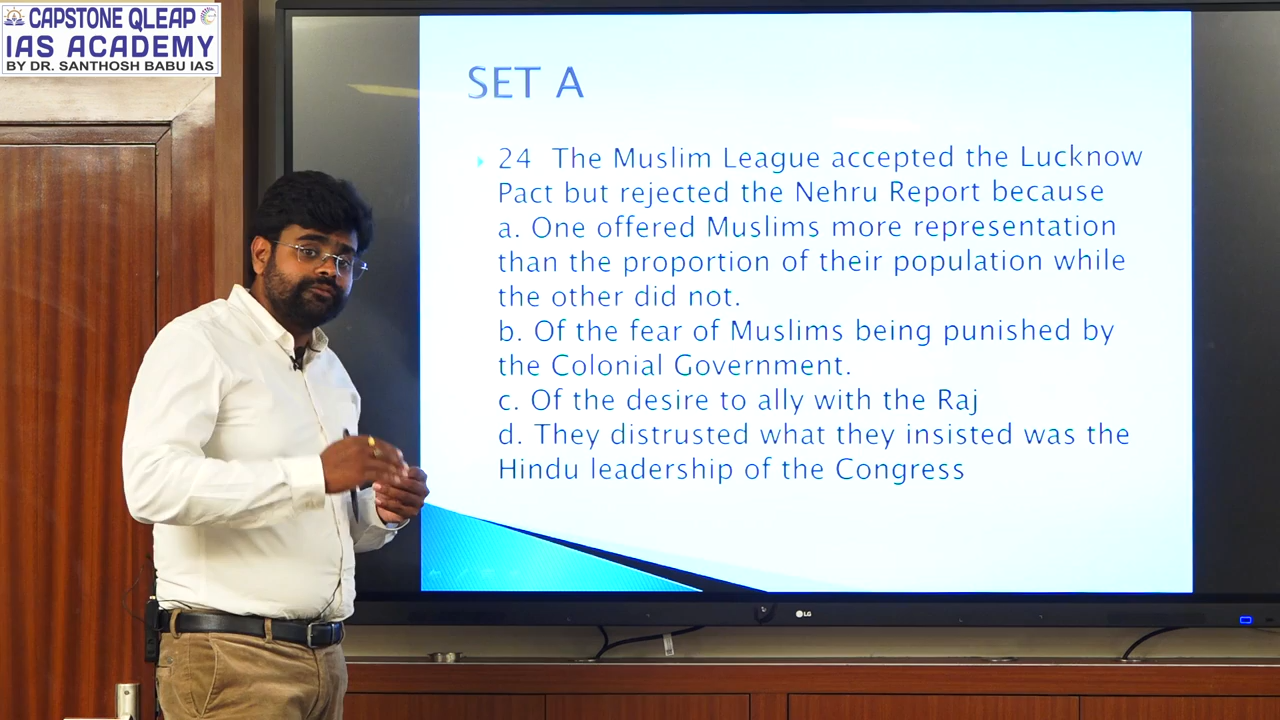 CAPSTONE QLEAP
IAS ACADEMY
BY DR. SANTHOSH BABU IAS
SET A
24 The Muslim League accepted the Lucknow
Pact but rejected the Nehru Report because
a. One offered Muslims more representation
than the proportion of their population while
the other did not.
b. Of the fear of Muslims being punished by
the Colonial Government.
c. Of the desire to ally with the Raj
d. They distrusted what they insisted was the
Hindu leadership of the Congress
LG